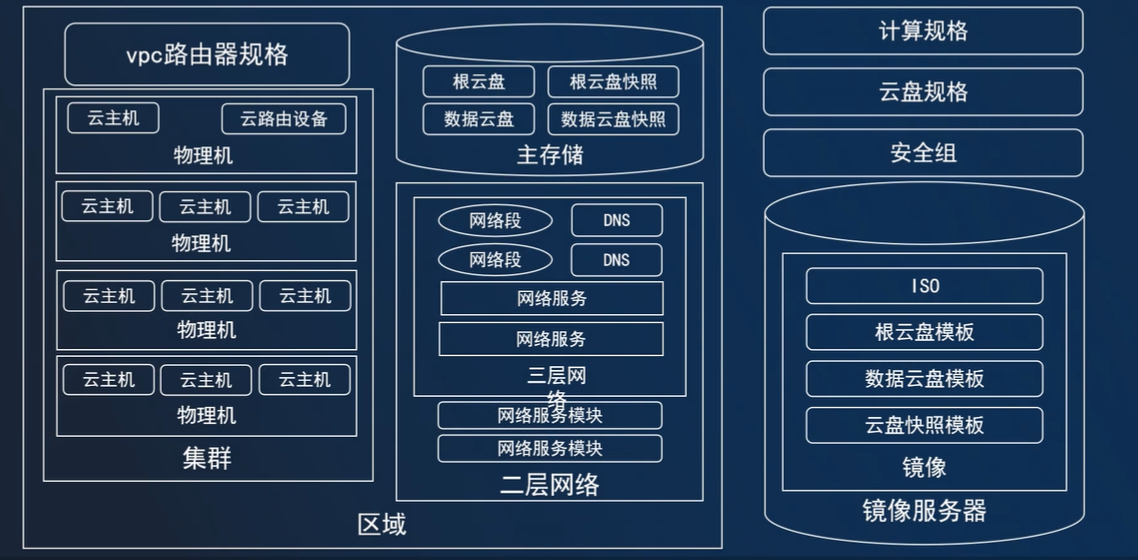 vpc路由器规格
云主机
云路由设备
物理机
云主机
云主机
云主机
物理机
云主机
云主机
云主机
物理机
云主机
云主机
云主机
物理机
集群
根云盘
根云盘快照
数据云盘
数据云盘快照
主存储
网络段
DNS
网络段
DNS
网络服务
网络服务
三层网
络
网络服务模块
网络服务模块
二层网络
区域
计算规格
云盘规格
安全组
ISO
根云盘模板
数据云盘模板
云盘快照模板
镜像
镜像服务器